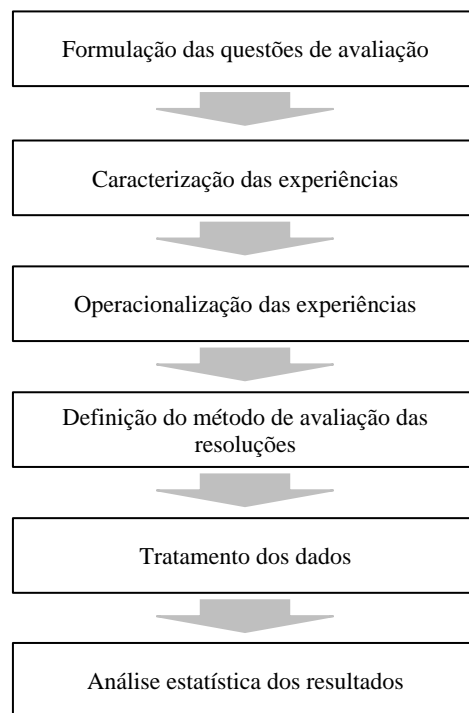 Formulação das questões de avaliação
Caracterização das experiências
Operacionalização das experiências
Definição do método de avaliação das
resoluções
Tratamento dos dados
Análise estatística dos resultados